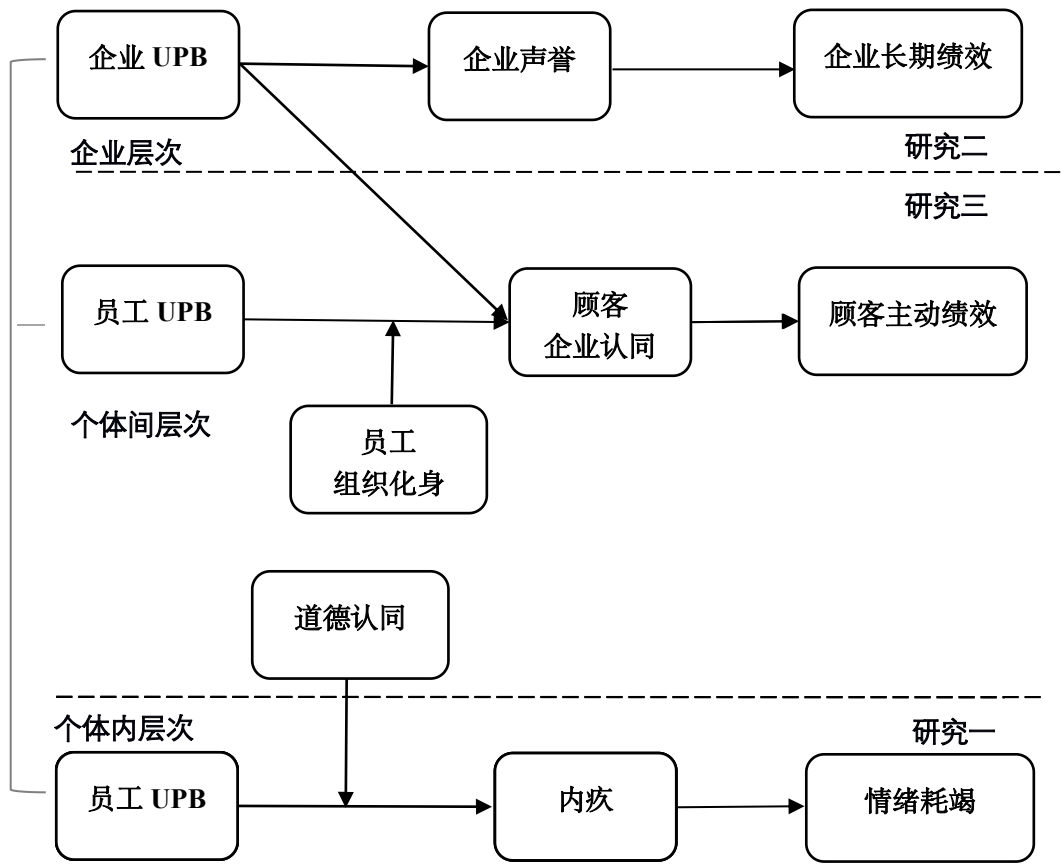 企业 UPB
企业声誉
企业长期绩效
企业层次
研究二
研究三
员工 UPB
顾客
企业认同
顾客主动绩效
个体间层次
员工
组织化身
道德认同
个体内层次
研究一
员工 UPB
内疚
情绪耗竭